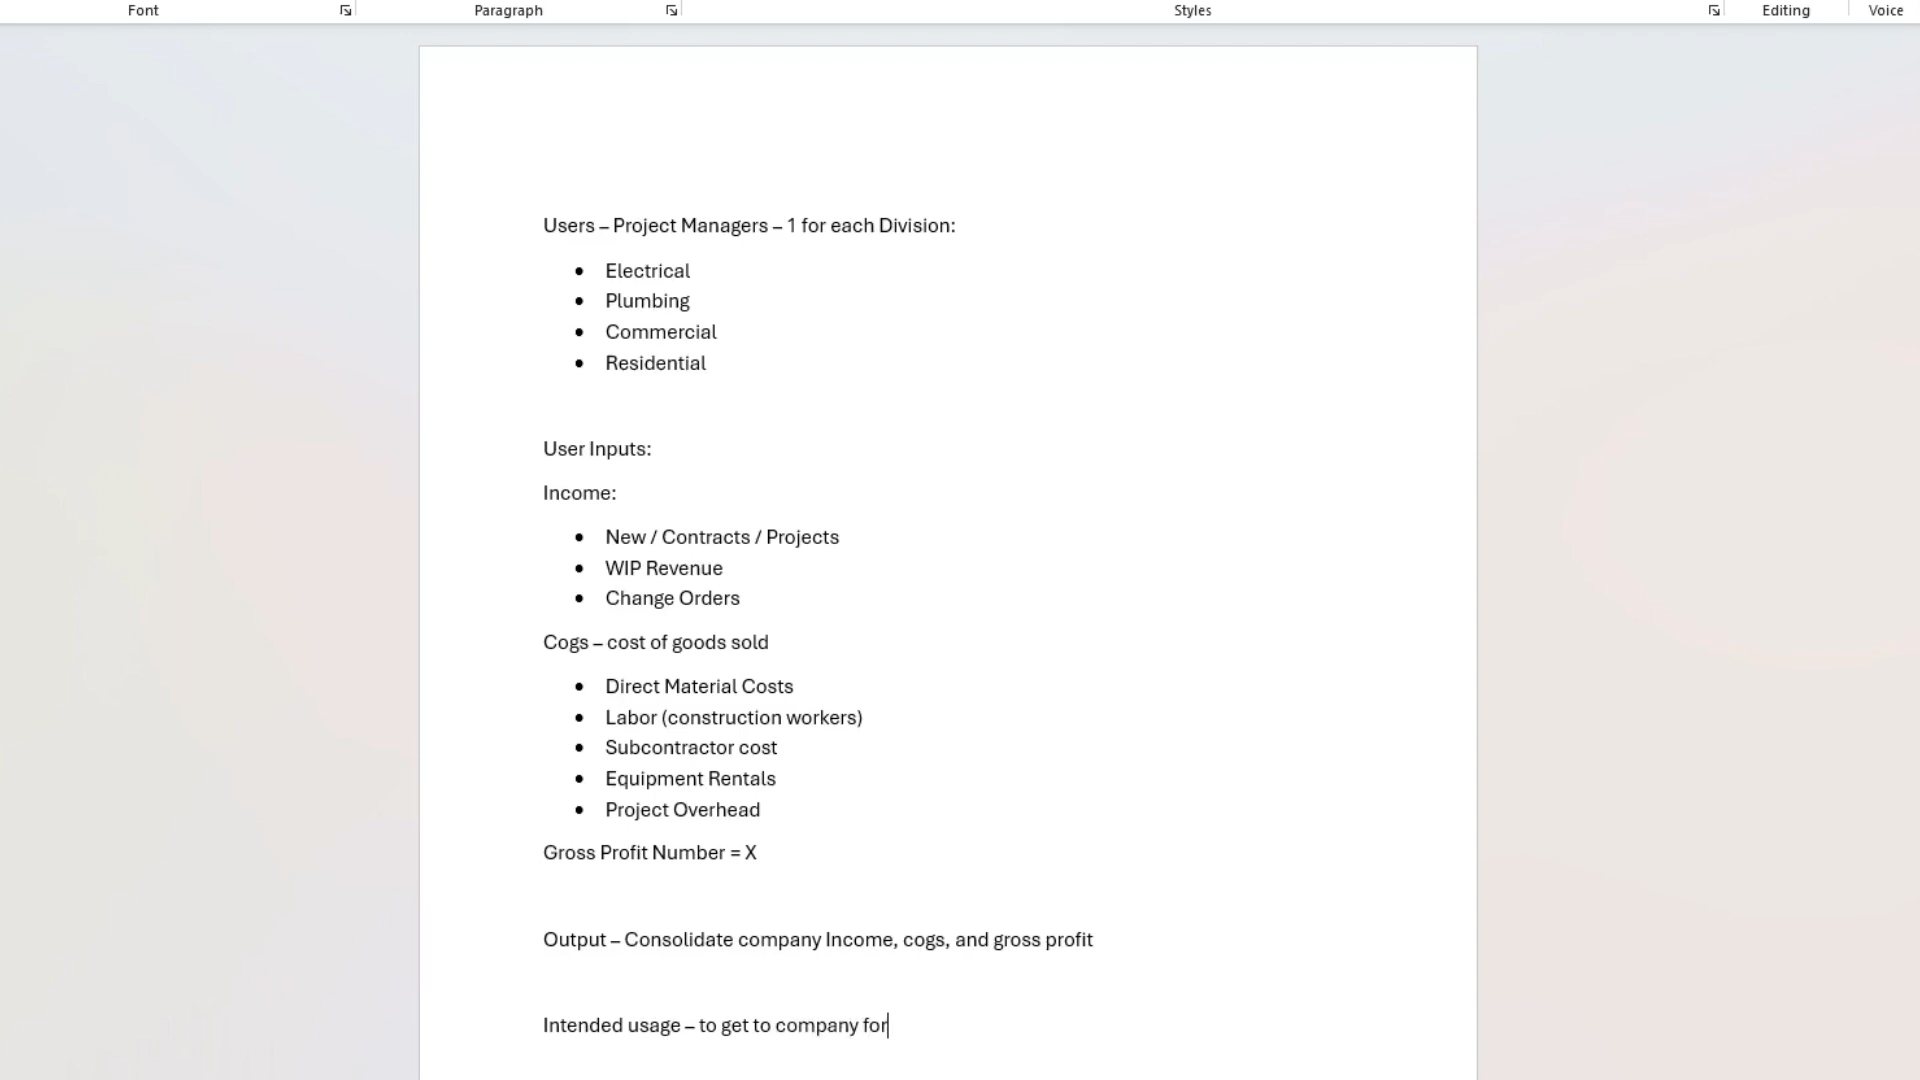 Font Paragraph Styles Editing Voice
Users – Project Managers – 1 for each Division:
• Electrical
• Plumbing
• Commercial
• Residential
User Inputs:
Income:
• New / Contracts / Projects
• WIP Revenue
• Change Orders
Cogs – cost of goods sold
• Direct Material Costs
• Labor (construction workers)
• Subcontractor cost
• Equipment Rentals
• Project Overhead
Gross Profit Number = X
Output – Consolidate company Income, cogs, and gross profit
Intended usage – to get to company for